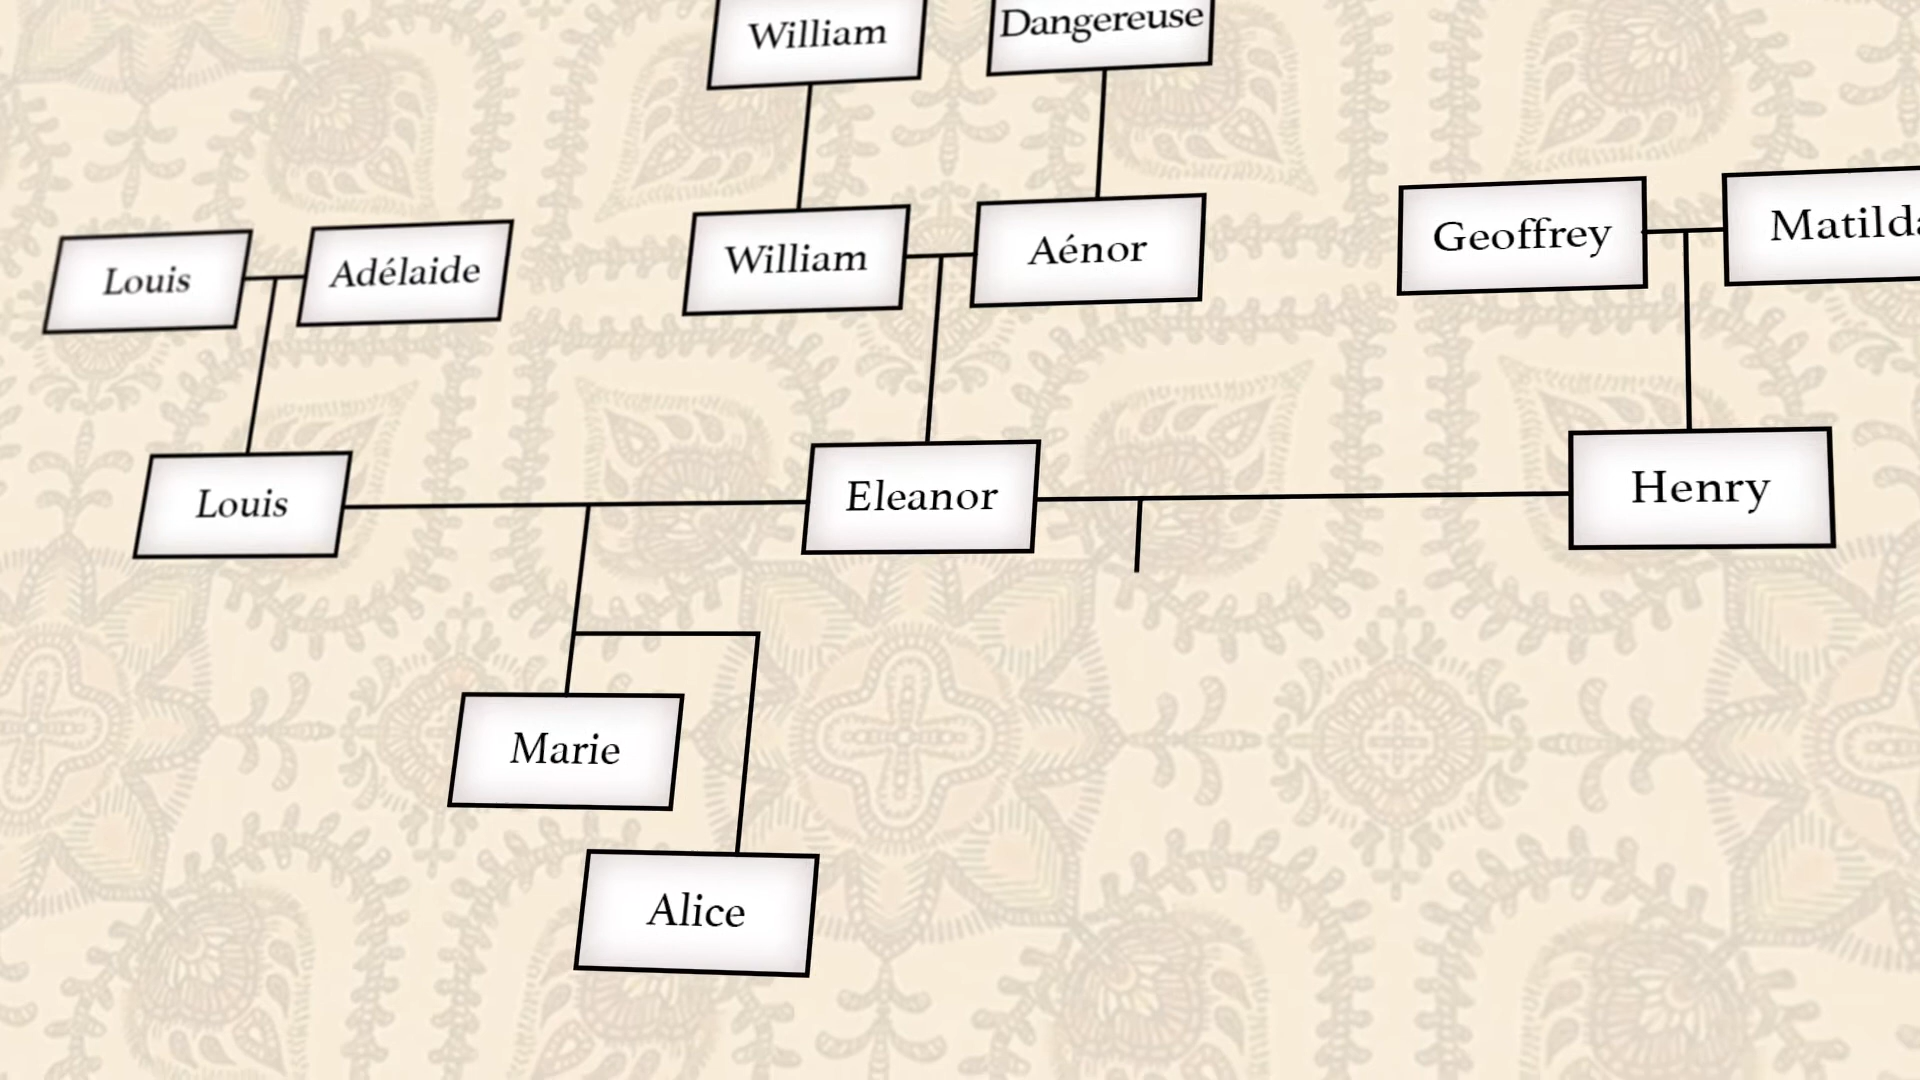 William
Dangereuse
Louis
Adélaide
William
Aénor
Geoffrey
Matilda
Louis
Eleanor
Henry
Marie
Alice